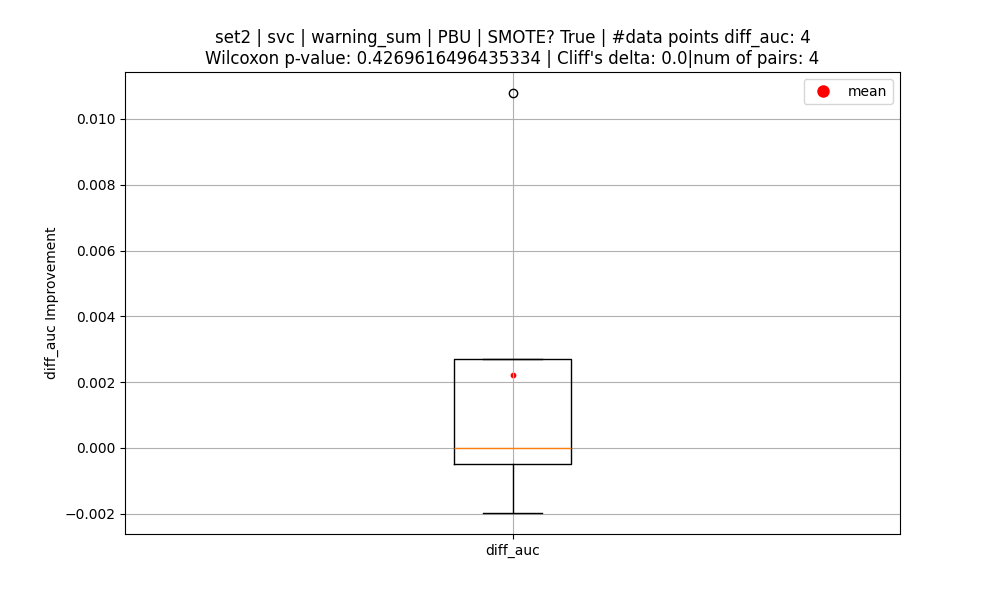 set2 | svc | warning_sum | PBU | SMOTE? True | #data points diff_auc: 4
Wilcoxon p-value: 0.4269616496435334 | Cliff's delta: 0.0|num of pairs: 4
mean
0.010
0.008
0.006
0.004
0.002
0.000
−0.002
diff_auc Improvement
diff_auc